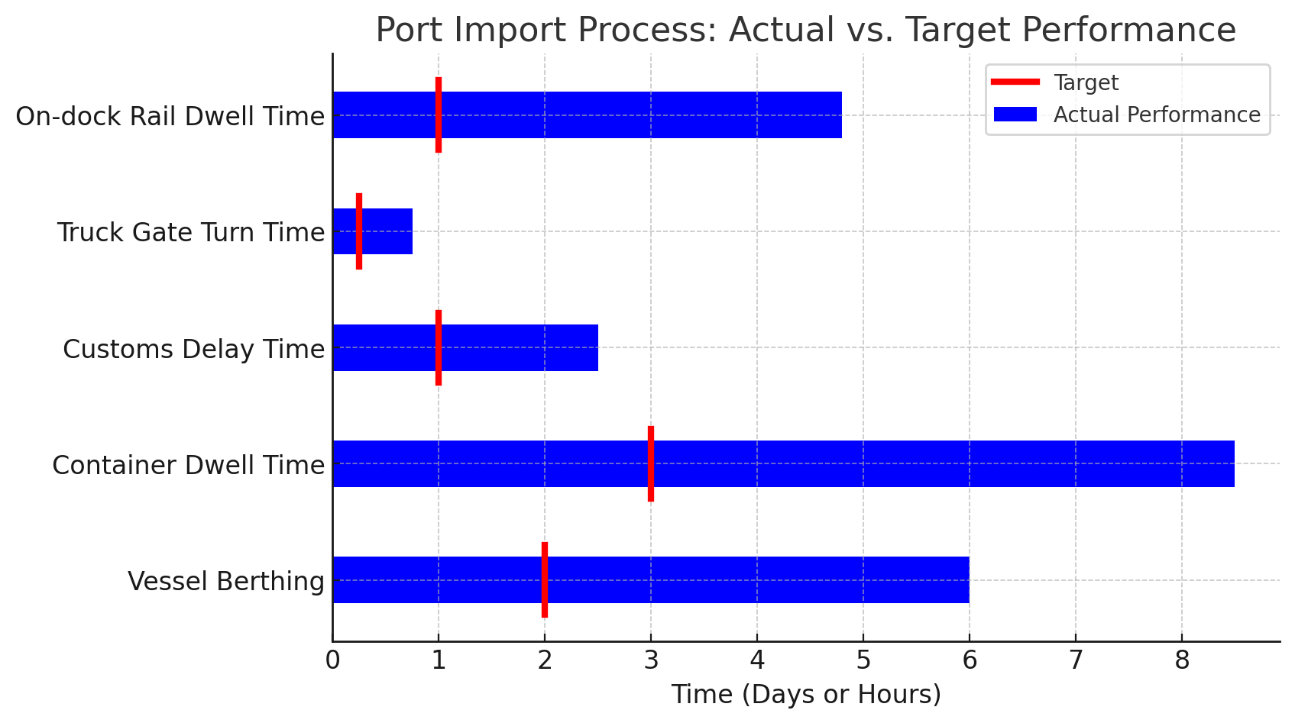 Port Import Process: Actual vs. Target Performance
Target
Actual Performance
On-dock Rail Dwell Time
Truck Gate Turn Time
Customs Delay Time
Container Dwell Time
Vessel Berthing
0 1 2 3 4 5 6 7 8
Time (Days or Hours)